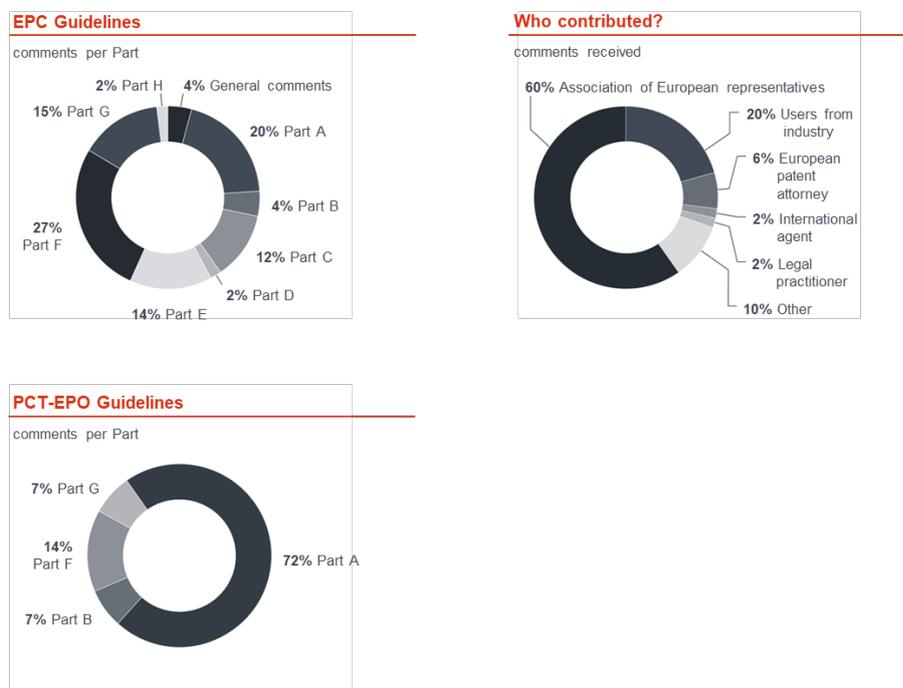 EPC Guidelines
comments per Part
2% Part H
4% General comments
15% Part G
20% Part A
4% Part B
27%
Part F
12% Part C
2% Part D
14% Part E
Who contributed?
comments received
60% Association of European representatives
20% Users from
industry
6% European
patent
attorney
2% International
agent
2% Legal
practitioner
10% Other
PCT-EPO Guidelines
comments per Part
7% Part G
14%
Part F
72% Part A
7% Part B